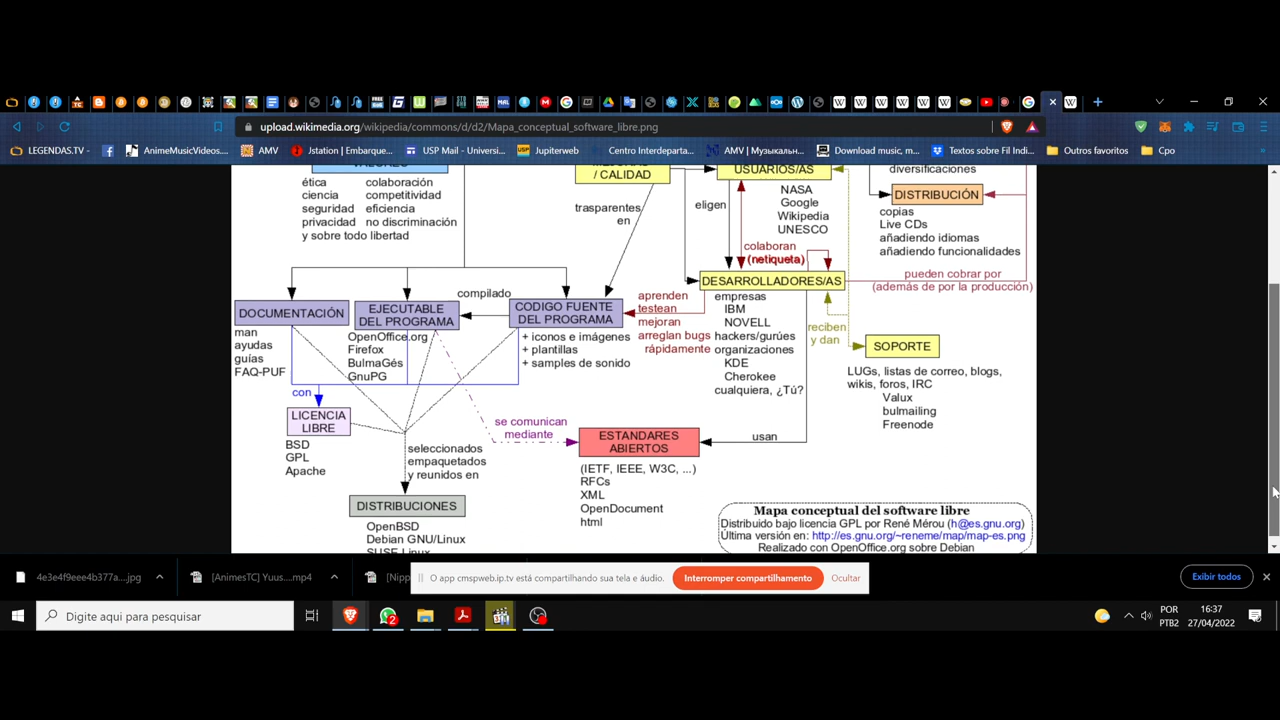 upload.wikimedia.org/wikipedia/commons/d/d2/Mapa_conceptual_software_libre.png
LEGENDAS.TV
AnimeMusicVideos...
AMV
Jstation | Embarque...
USP Mail - Universi...
Jupiterweb
Centro Interdeparta...
AMV | Музыкальн...
Download music, m...
Textos sobre Fil Indi...
Outros favoritos
Cpo
/ CALIDAD
USUARIOS/AS
diversificaciones
ética
colaboración
ciencia
competitividad
seguridad
eficiencia
privacidad
no discriminación
y sobre todo libertad
trasparentes
en
eligen
NASA
Google
Wikipedia
UNESCO
DISTRIBUCIÓN
copias
Live CDs
añadiendo idiomas
añadiendo funcionalidades
colaboran
(netiqueta)
DESARROLLADORES/AS
pueden cobrar por
(además de por la producción)
compilado
DOCUMENTACIÓN
EJECUTABLE
DEL PROGRAMA
CODIGO FUENTE
DEL PROGRAMA
aprenden
testean
mejoran
arreglan bugs
rápidamente
empresas
IBM
NOVELL
hackers/gurúes
organizaciones
KDE
Cherokee
cualquiera, ¿Tú?
reciben
y dan
SOPORTE
man
ayudas
guías
FAQ-PUF
OpenOffice.org
Firefox
BulmaGés
GnuPG
+ iconos e imágenes
+ plantillas
+ samples de sonido
LUGs, listas de correo, blogs,
wikis, foros, IRC
Valux
bulmailing
Freenode
con
LICENCIA
LIBRE
BSD
GPL
Apache
se comunican
mediante
ESTANDARES
ABIERTOS
usan
(IETF, IEEE, W3C, ...)
RFCs
XML
OpenDocument
html
seleccionados
empaquetados
y reunidos en
DISTRIBUCIONES
OpenBSD
Debian GNU/Linux
SUSE Linux
Mapa conceptual del software libre
Distribuido bajo licencia GPL por René Mérou (h@es.gnu.org)
Última versión en: http://es.gnu.org/~reneme/map/map-es.png
Realizado con OpenOffice.org sobre Debian
4e3e4f9eee4b377a....jpg
[AnimesTC] Yuus....mp4
[Nipp
O app cmspweb.ip.tv está compartilhando sua tela e áudio.
Interromper compartilhamento
Ocultar
Exibir todos
Digite aqui para pesquisar
POR
PTB2
16:37
27/04/2022